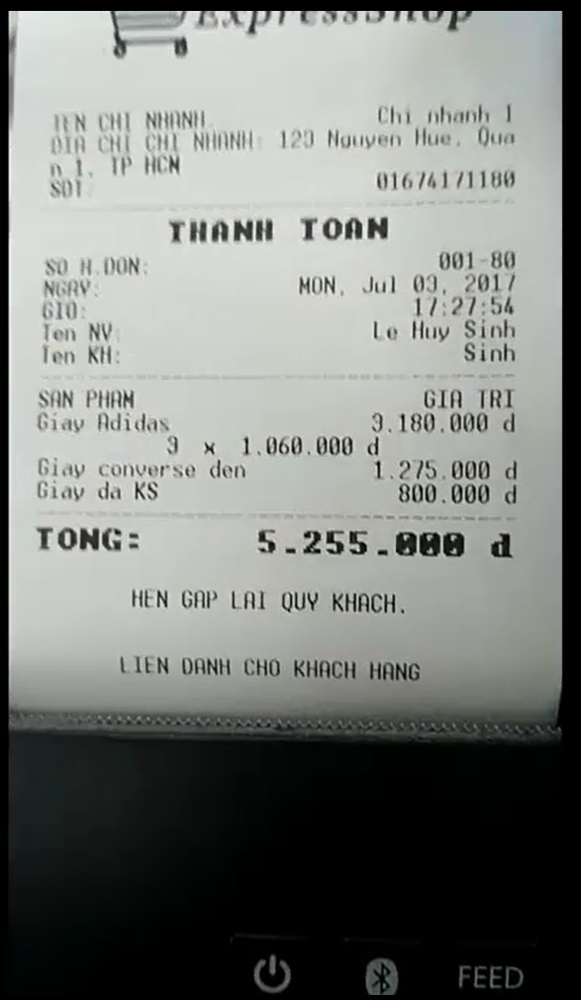 ExpressShop
TEN CHI NHANH: Chi nhanh 1
DIA CHI CHI NHANH: 123 Nguyen Hue, Qua
n 1, TP HCM
SDT: 01674171180
THANH TOAN
SO H.DON: 001-80
NGAY: MON, Jul 03, 2017
GIO: 17:27:54
Ten NV: Le Huy Sinh
Ten KH: Sinh
SAN PHAM GIA TRI
Giay Adidas 3.180.000 d
3 x 1.060.000 d
Giay converse den 1.275.000 d
Giay da KS 800.000 d
TONG: 5.255.000 d
HEN GAP LAI QUY KHACH.
LIEN DANH CHO KHACH HANG
FEED